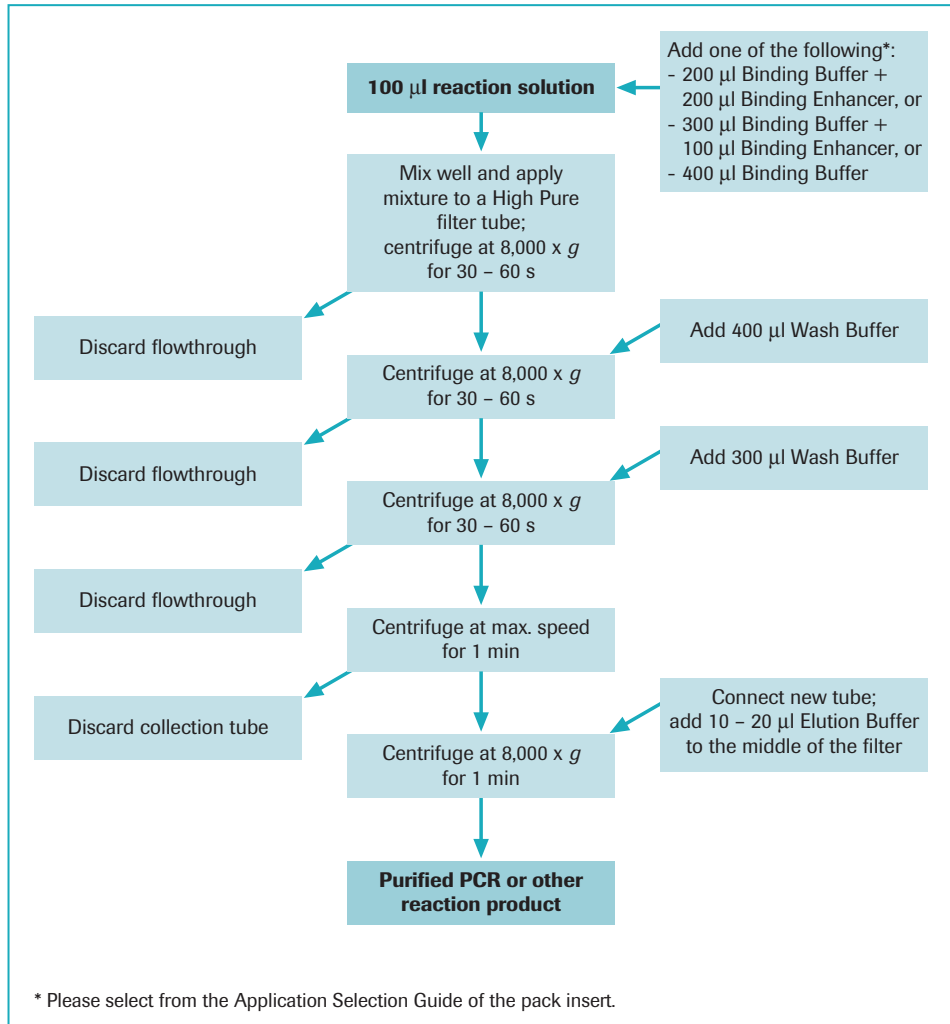 100 µl reaction solution
Add one of the following*:
- 200 µl Binding Buffer +
200 µl Binding Enhancer, or
- 300 µl Binding Buffer +
100 µl Binding Enhancer, or
- 400 µl Binding Buffer
Mix well and apply
mixture to a High Pure
filter tube;
centrifuge at 8,000 x g
for 30 – 60 s
Discard flowthrough
Add 400 µl Wash Buffer
Centrifuge at 8,000 x g
for 30 – 60 s
Discard flowthrough
Add 300 µl Wash Buffer
Centrifuge at 8,000 x g
for 30 – 60 s
Discard flowthrough
Centrifuge at max. speed
for 1 min
Discard collection tube
Connect new tube;
add 10 – 20 µl Elution Buffer
to the middle of the filter
Centrifuge at 8,000 x g
for 1 min
Purified PCR or other
reaction product
* Please select from the Application Selection Guide of the pack insert.